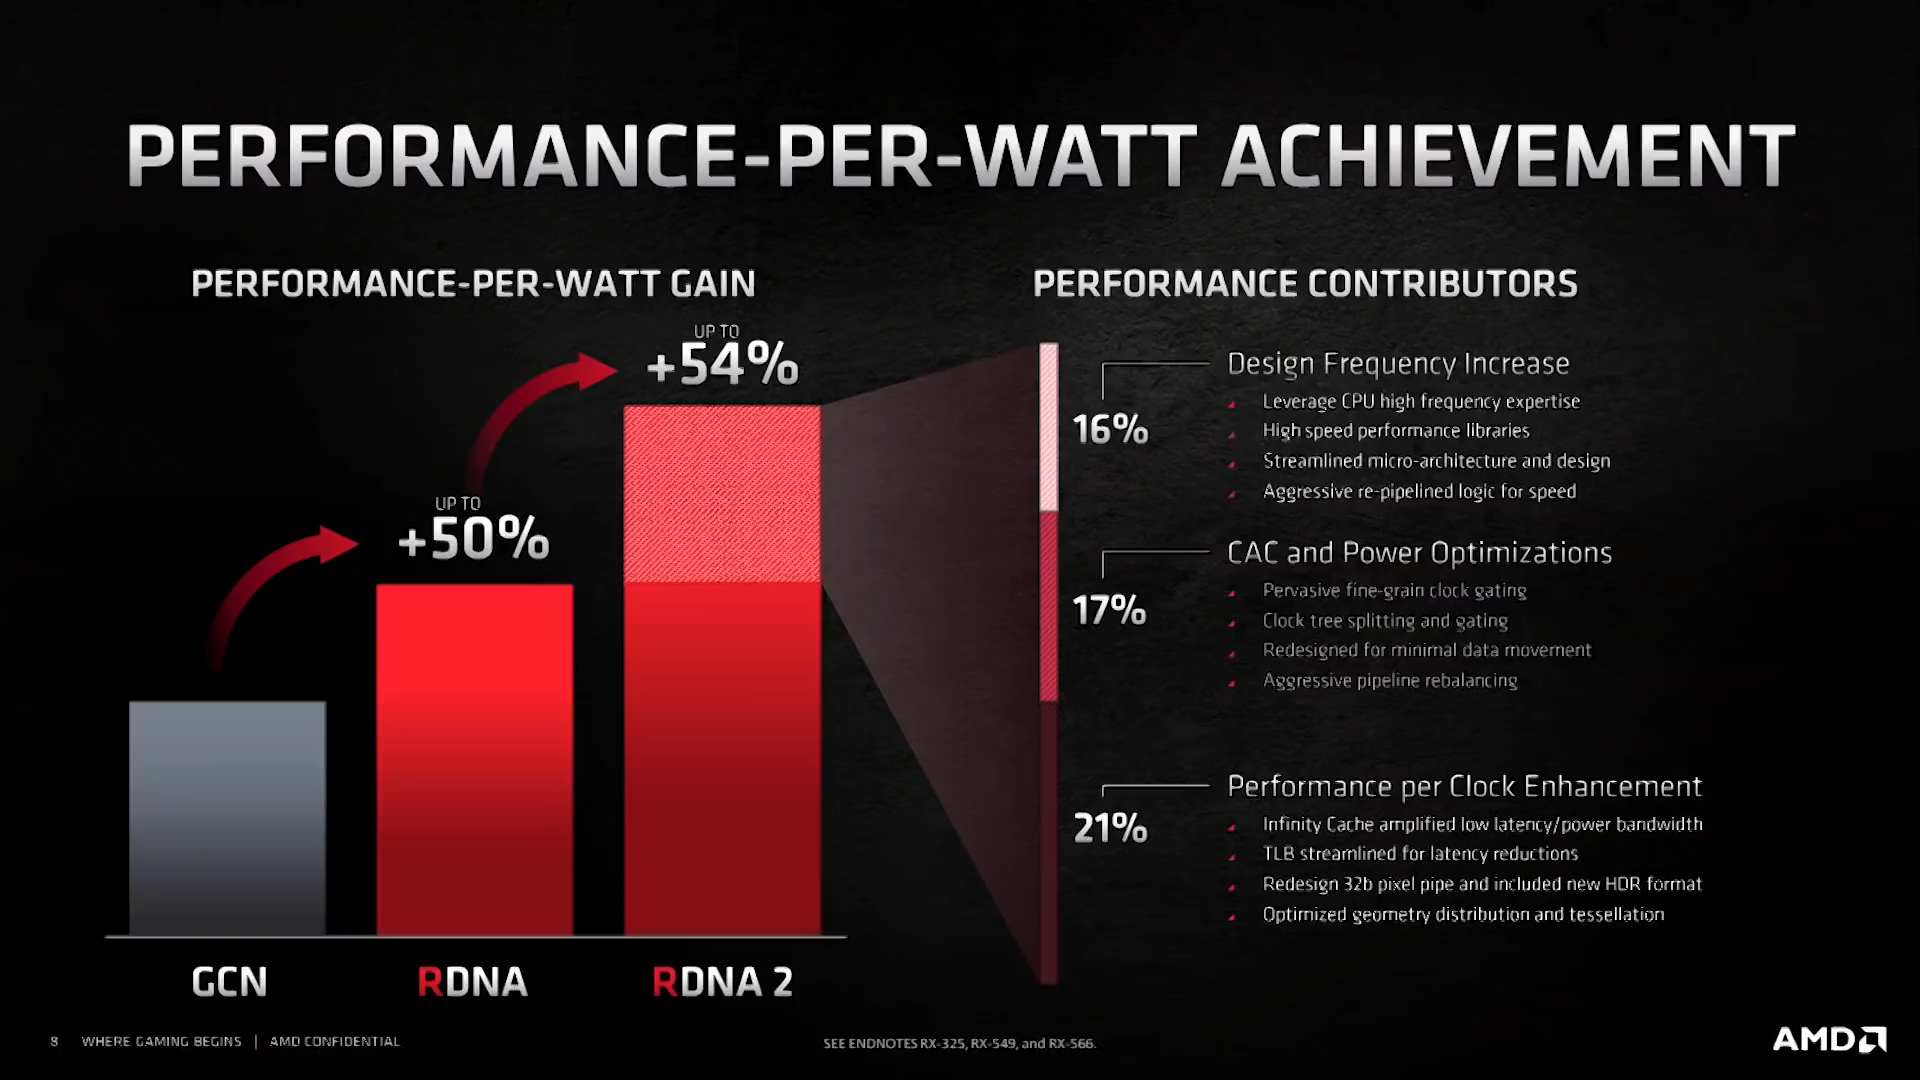 PERFORMANCE-PER-WATT ACHIEVEMENT
PERFORMANCE-PER-WATT GAIN
UP TO
+54%
UP TO
+50%
GCN
RDNA
RDNA 2
PERFORMANCE CONTRIBUTORS
16%
Design Frequency Increase
Leverage CPU high frequency expertise
High speed performance libraries
Streamlined micro-architecture and design
Aggressive re-pipelined logic for speed
17%
CAC and Power Optimizations
Pervasive fine-grain clock gating
Clock tree splitting and gating
Redesigned for minimal data movement
Aggressive pipeline rebalancing
21%
Performance per Clock Enhancement
Infinity Cache amplified low latency/power bandwidth
TLB streamlined for latency reductions
Redesign 32b pixel pipe and included new HDR format
Optimized geometry distribution and tessellation
8 WHERE GAMING BEGINS | AMD CONFIDENTIAL
SEE ENDNOTES RX-325, RX-549, and RX-566.
AMD